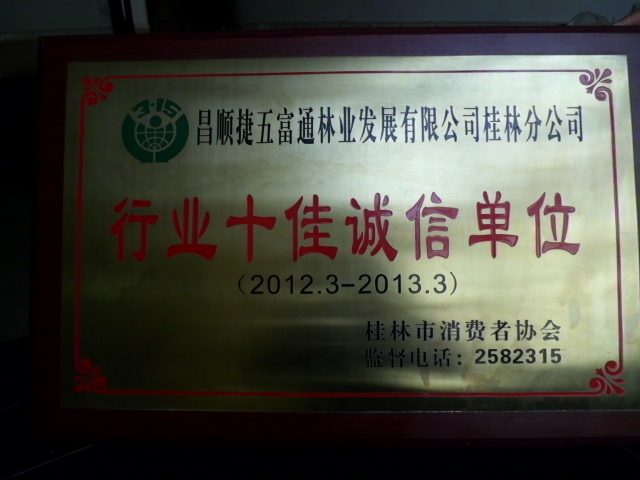 3·15
昌顺捷五富通林业发展有限公司桂林分公司
行业十佳诚信单位
(2012.3-2013.3)
桂林市消费者协会
监督电话：2582315